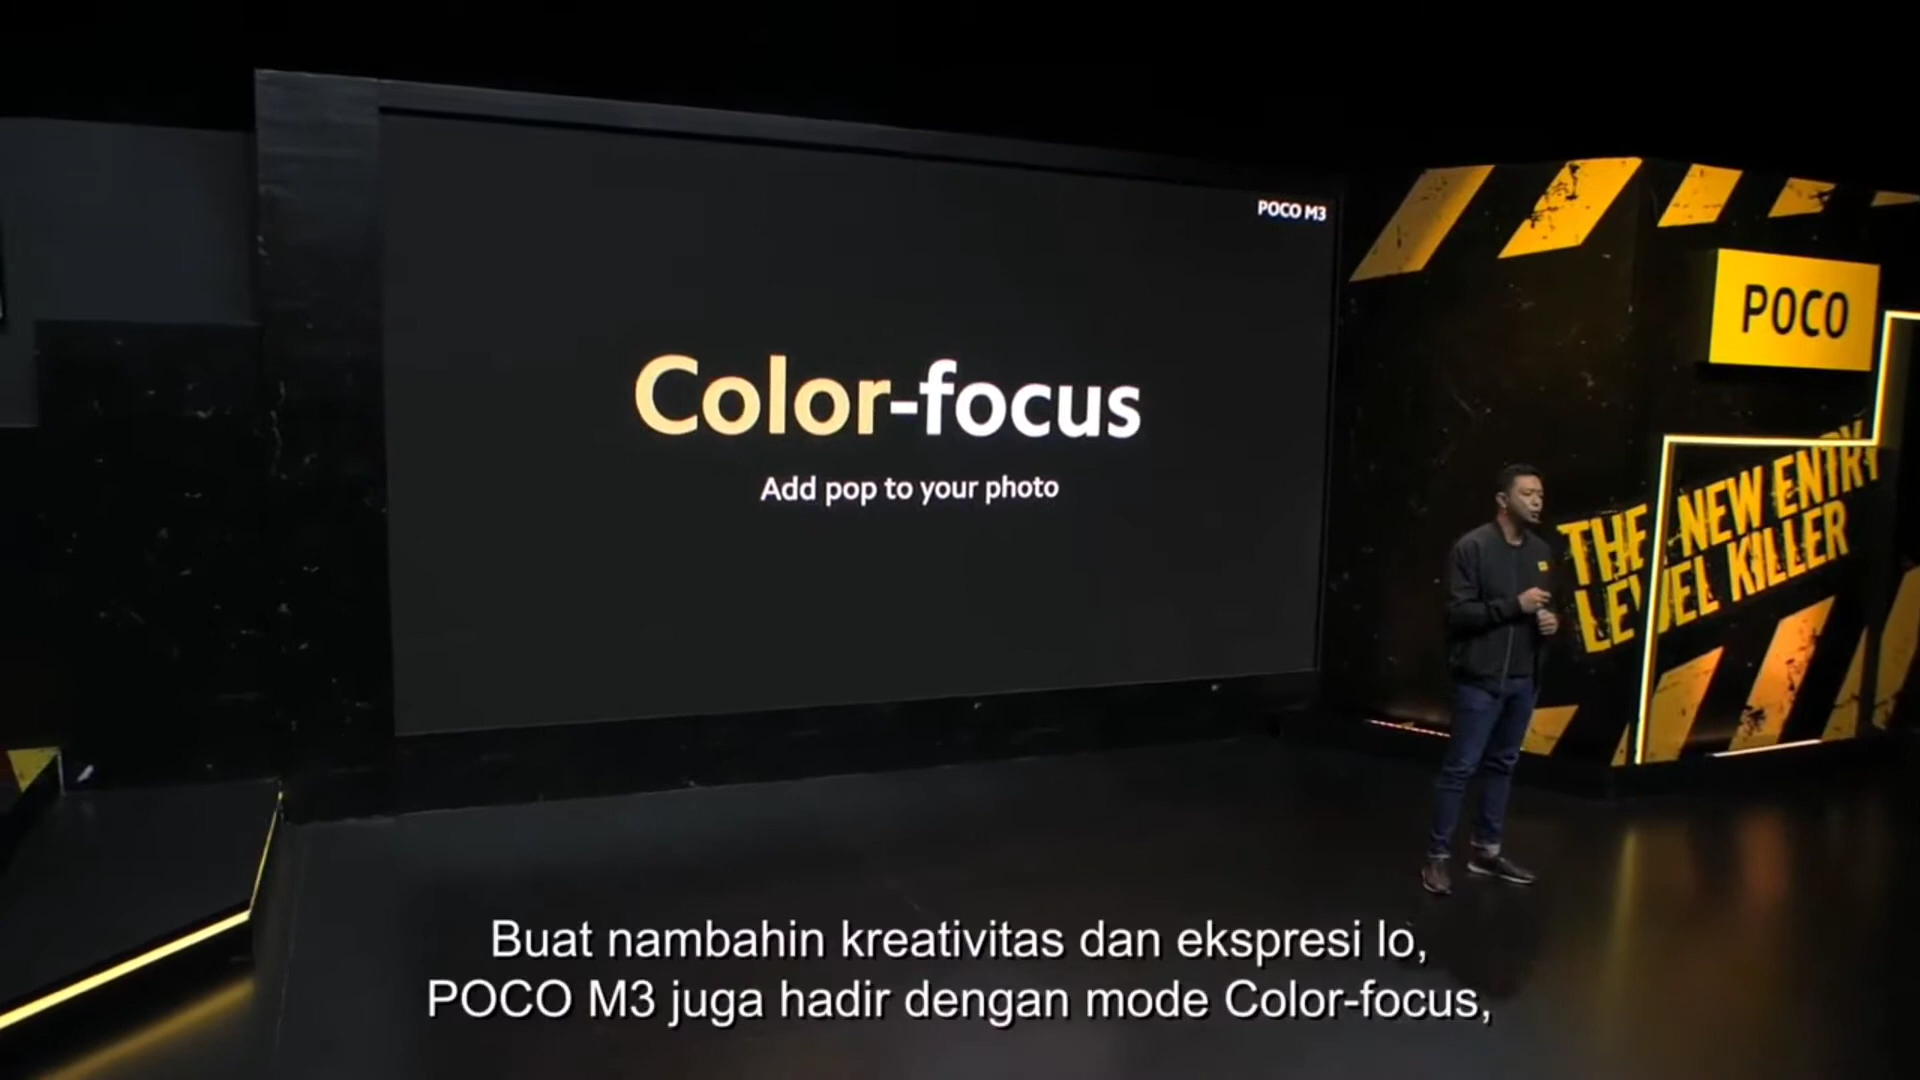 POCO M3
Color-focus
Add pop to your photo
POCO
THE NEW ENTRY
LEVEL KILLER
Buat nambahin kreativitas dan ekspresi lo,
POCO M3 juga hadir dengan mode Color-focus,